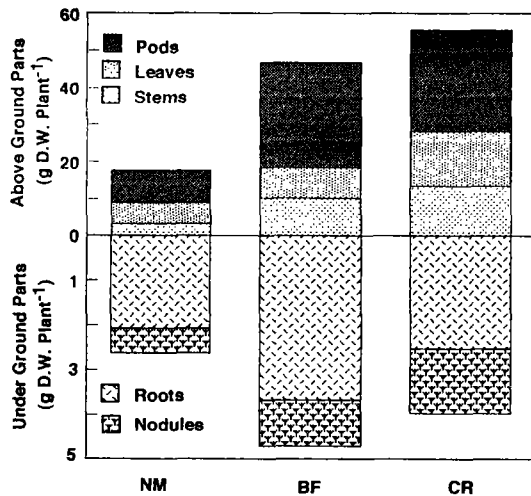 Above Ground Parts
(g D.W. Plant⁻¹)
60
40
20
0
Pods
Leaves
Stems
Under Ground Parts
(g D.W. Plant⁻¹)
1
3
5
Roots
Nodules
NM BF CR